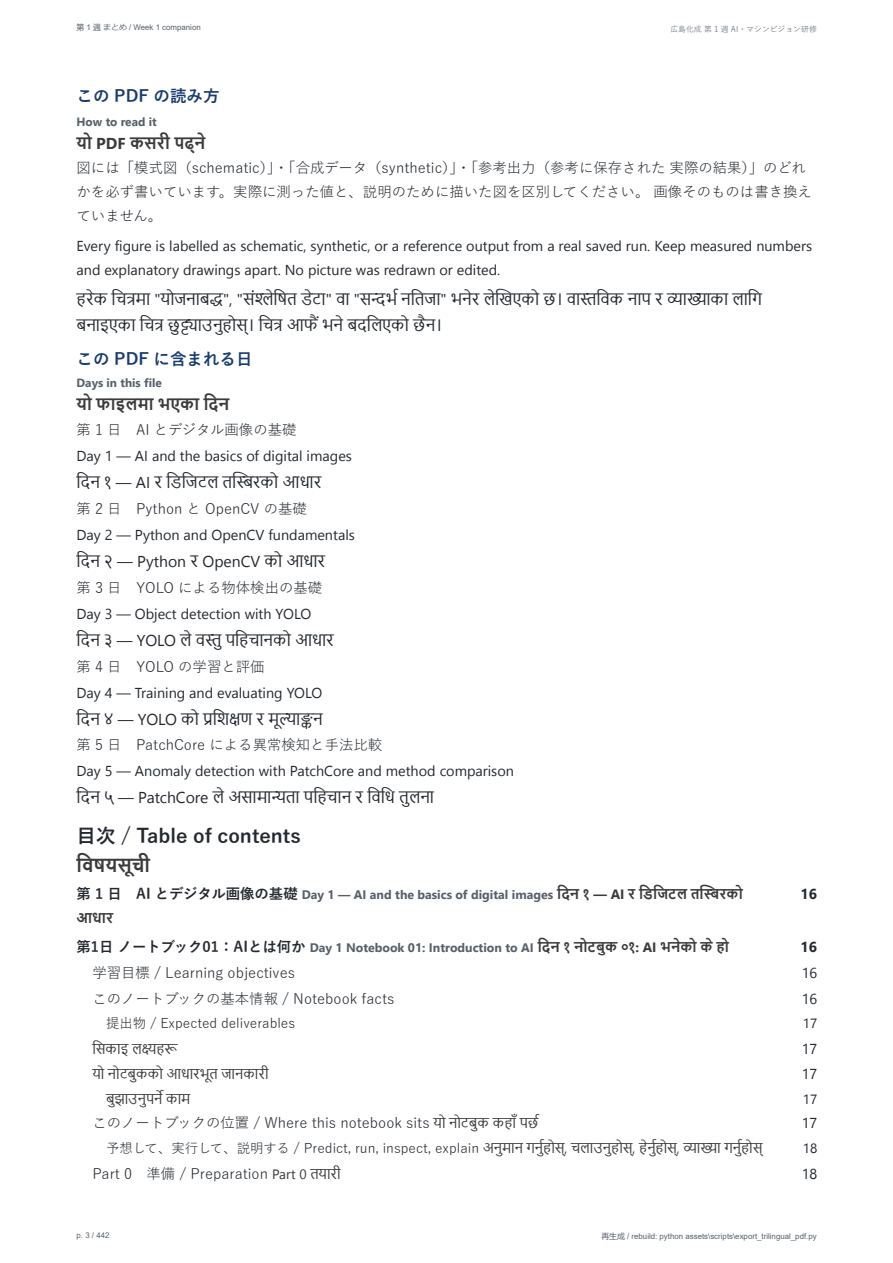 第 1 週 まとめ / Week 1 companion
広島化成 第 1 週 AI・マシンビジョン研修
この PDF の読み方
How to read it
यो PDF कसरी पढ्ने
図には「模式図（schematic）」・「合成データ（synthetic）」・「参考出力（参考に保存された 実際の結果）」のどれ
かを必ず書いています。実際に測った値と、説明のために描いた図を区別してください。 画像そのものは書き換え
ていません。
Every figure is labelled as schematic, synthetic, or a reference output from a real saved run. Keep measured numbers
and explanatory drawings apart. No picture was redrawn or edited.
हरेक चित्रमा "योजनाबद्ध", "संश्लेषित डेटा" वा "सन्दर्भ नतिजा" भनेर लेखिएको छ। वास्तविक नाप र व्याख्याका लागि
बनाइएका चित्र छुट्ट्याउनुहोस्। चित्र आफैँ भने बदलिएको छैन।
この PDF に含まれる日
Days in this file
यो फाइलमा भएका दिन
第 1 日　AI とデジタル画像の基礎
Day 1 — AI and the basics of digital images
दिन १ — AI र डिजिटल तस्बिरको आधार
第 2 日　Python と OpenCV の基礎
Day 2 — Python and OpenCV fundamentals
दिन २ — Python र OpenCV को आधार
第 3 日　YOLO による物体検出の基礎
Day 3 — Object detection with YOLO
दिन ३ — YOLO ले वस्तु पहिचानको आधार
第 4 日　YOLO の学習と評価
Day 4 — Training and evaluating YOLO
दिन ४ — YOLO को प्रशिक्षण र मूल्याङ्कन
第 5 日　PatchCore による異常検知と手法比較
Day 5 — Anomaly detection with PatchCore and method comparison
दिन ५ — PatchCore ले असामान्यता पहिचान र विधि तुलना
目次 / Table of contents
विषयसूची
第 1 日　AI とデジタル画像の基礎 Day 1 — AI and the basics of digital images दिन १ — AI र डिजिटल तस्बिरको 16
आधार
第1日 ノートブック01：AIとは何か Day 1 Notebook 01: Introduction to AI दिन १ नोटबुक ०१: AI भनेको के हो 16
学習目標 / Learning objectives 16
このノートブックの基本情報 / Notebook facts 16
提出物 / Expected deliverables 17
सिकाइ लक्ष्यहरू 17
यो नोटबुकको आधारभूत जानकारी 17
बुझाउनुपर्ने काम 17
このノートブックの位置 / Where this notebook sits यो नोटबुक कहाँ पर्छ 17
予想して、実行して、説明する / Predict, run, inspect, explain अनुमान गर्नुहोस्, चलाउनुहोस्, हेर्नुहोस्, व्याख्या गर्नुहोस् 18
Part 0　準備 / Preparation Part 0 तयारी 18
p. 3 / 442
再生成 / rebuild: python assets\scripts\export_trilingual_pdf.py